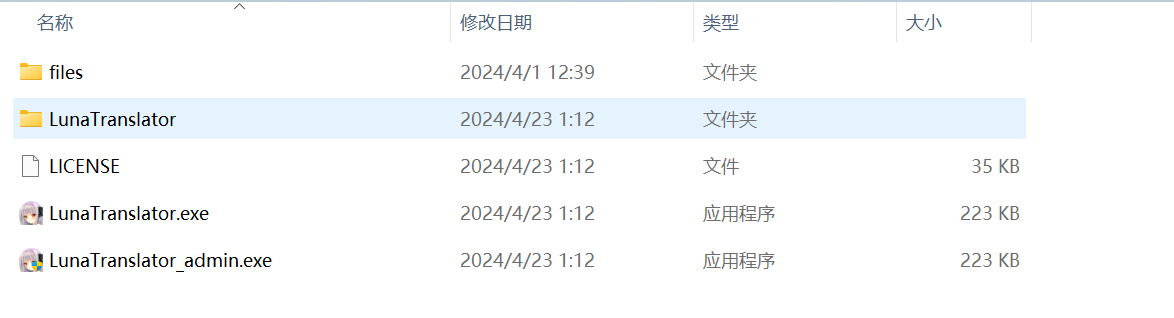 名称 修改日期 类型 大小
files 2024/4/1 12:39 文件夹
LunaTranslator 2024/4/23 1:12 文件夹
LICENSE 2024/4/23 1:12 文件 35 KB
LunaTranslator.exe 2024/4/23 1:12 应用程序 223 KB
LunaTranslator_admin.exe 2024/4/23 1:12 应用程序 223 KB